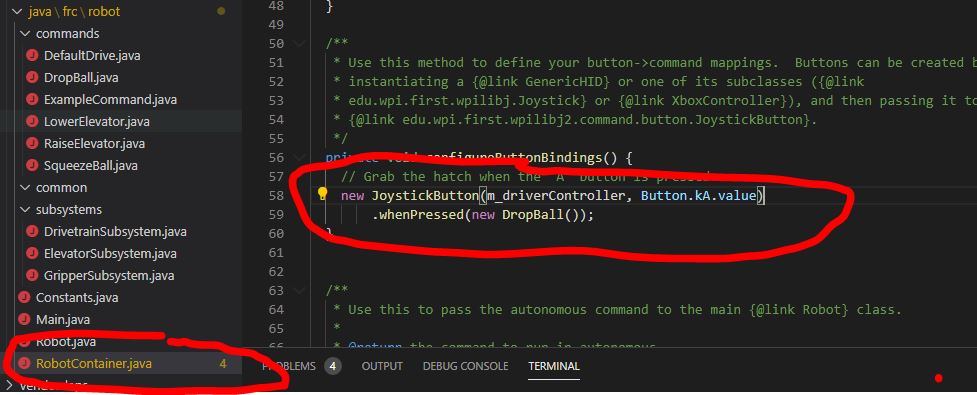 java \ frc \ robot
commands
DefaultDrive.java
DropBall.java
ExampleCommand.java
LowerElevator.java
RaiseElevator.java
SqueezeBall.java
common
subsystems
DrivetrainSubsystem.java
ElevatorSubsystem.java
GripperSubsystem.java
Constants.java
Main.java
Robot.java
RobotContainer.java 4
48 }
49
50 /**
51 * Use this method to define your button->command mappings.  Buttons can be created b
52 * instantiating a {@link GenericHID} or one of its subclasses ({@link
53 * edu.wpi.first.wpilibj.Joystick} or {@link XboxController}), and then passing it to
54 * {@link edu.wpi.first.wpilibj2.command.button.JoystickButton}.
55 */
56 private void configureButtonBindings() {
57 // Grab the hatch when the 'A' button is pressed
58 new JoystickButton(m_driverController, Button.kA.value)
59 .whenPressed(new DropBall());
60 }
61
62
63 /**
64 * Use this to pass the autonomous command to the main {@link Robot} class.
65 *
66 * @return the command to run in autonomous
PROBLEMS 4 OUTPUT DEBUG CONSOLE TERMINAL